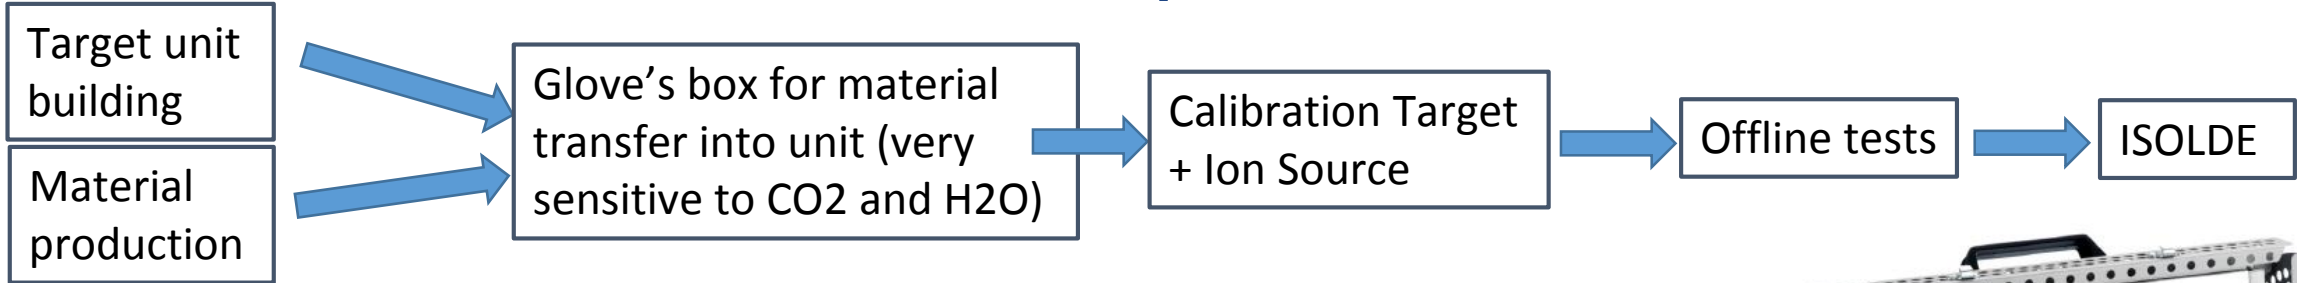 Target unit
building
Material
production
Glove's box for material
transfer into unit (very
sensitive to CO2 and H2O)
Calibration Target
+ Ion Source
Offline tests
ISOLDE